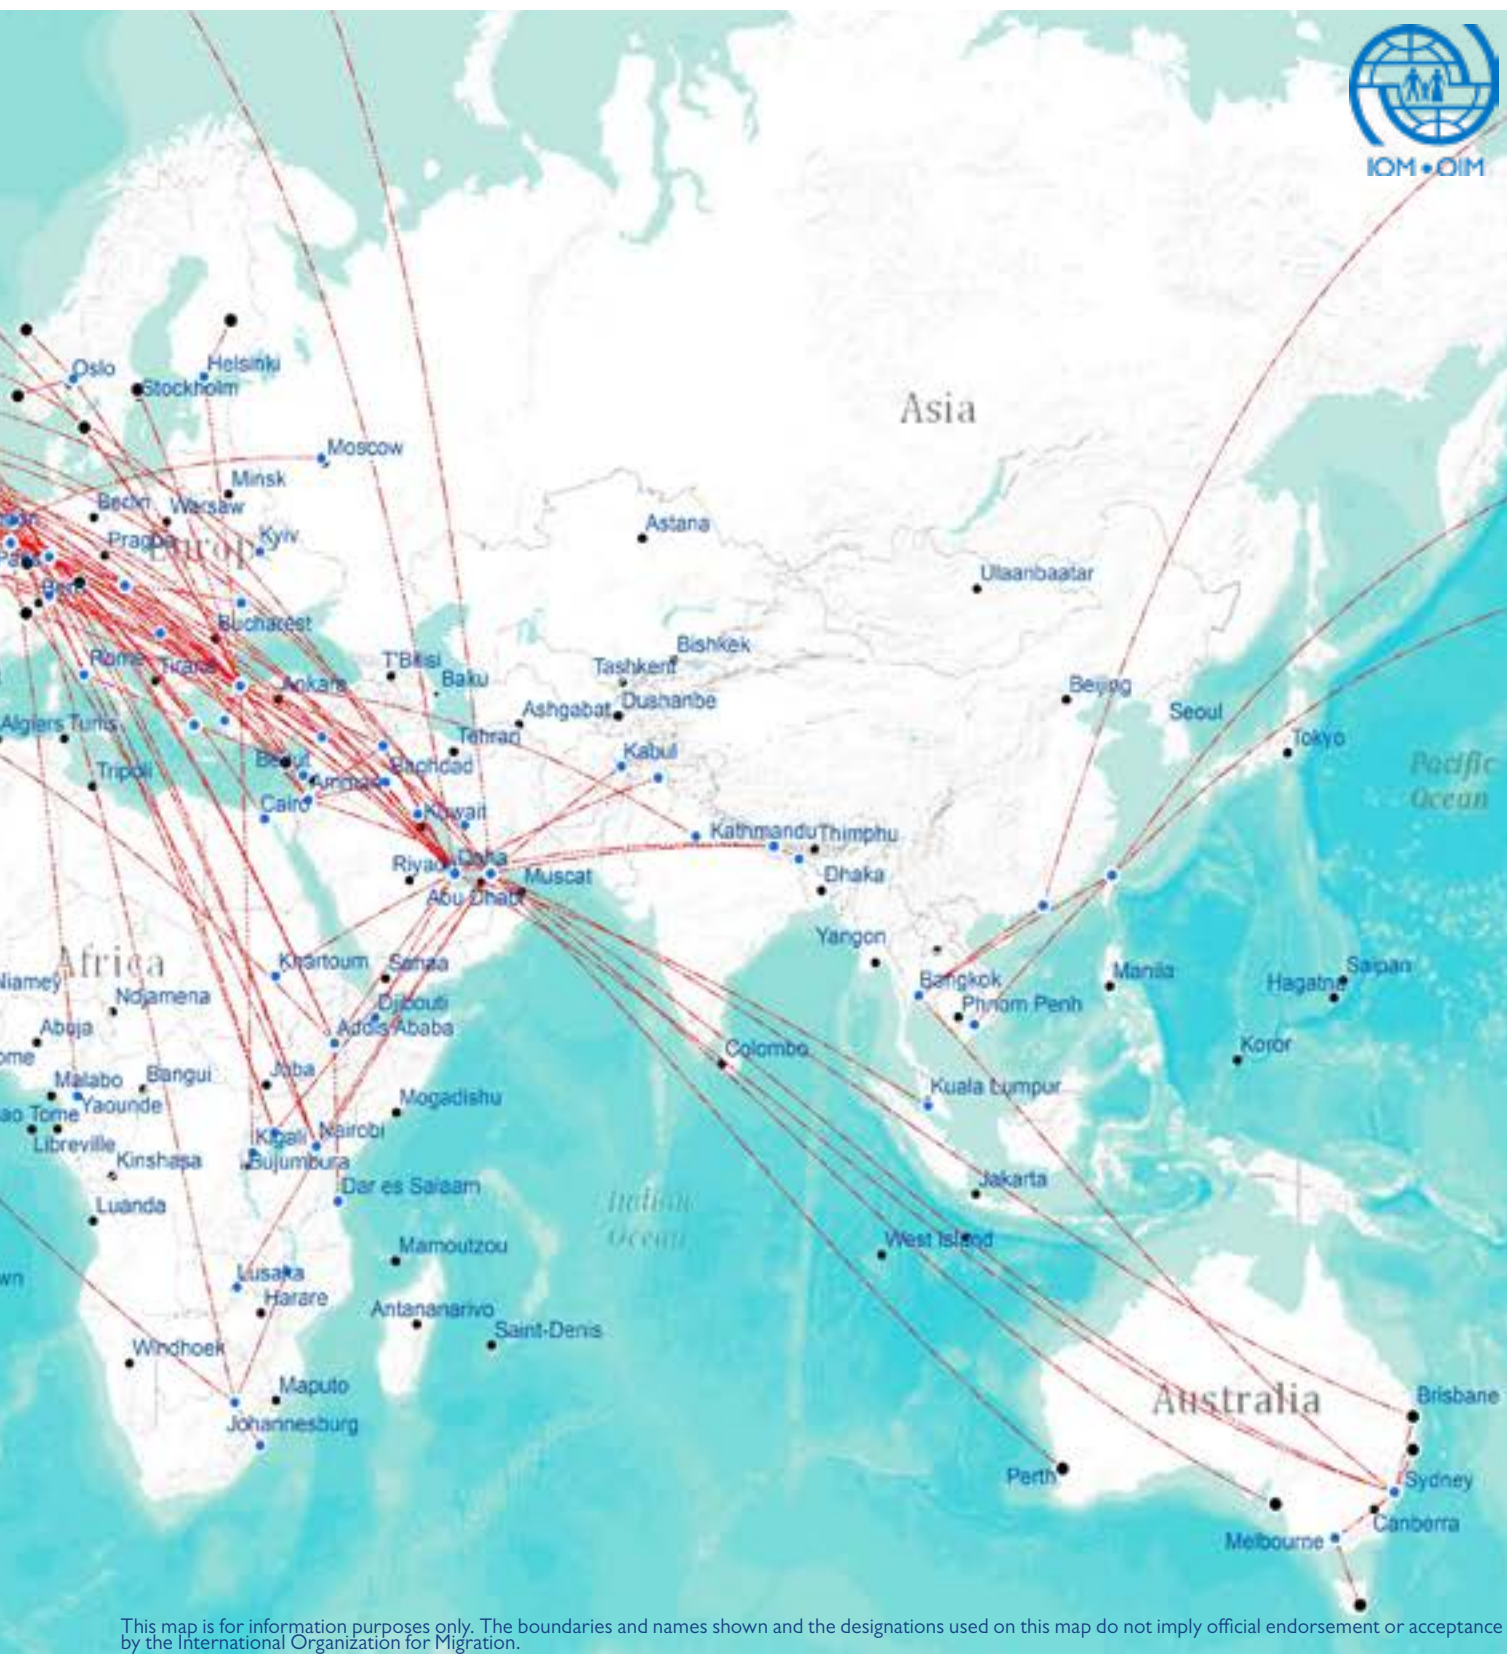 IOM • OIM
Oslo
Helsinki
Stockholm
Asia
Moscow
Minsk
Berlin
Warsaw
Kyiv
Astana
Ulaanbaatar
Bucharest
Bishkek
Rome
Tirana
T'Bilisi
Tashkent
Ankara
Baku
Beijing
Ashgabat
Dushanbe
Seoul
Algiers
Tunis
Tehran
Tokyo
Kabul
Beirut
Baghdad
Pacific
Ocean
Tripoli
Amman
Cairo
Kuwait
Kathmandu
Thimphu
Doha
Muscat
Dhaka
Abu Dhabi
Yangon
Africa
Khartoum
Sanaa
Manila
Saipan
Niamey
Bangkok
Hagatna
Ndjamena
Djibouti
Phnom Penh
Abuja
Addis Ababa
Koror
Colombo
Malabo
Bangui
Juba
Kuala Lumpur
Yaounde
Mogadishu
Libreville
Kigali
Nairobi
Kinshasa
Bujumbura
Jakarta
Dar es Salaam
Luanda
Indian
Ocean
West Island
Mamoutzou
Lusaka
Harare
Antananarivo
Saint-Denis
Windhoek
Maputo
Australia
Brisbane
Johannesburg
Perth
Sydney
Canberra
Melbourne
This map is for information purposes only. The boundaries and names shown and the designations used on this map do not imply official endorsement or acceptance
by the International Organization for Migration.